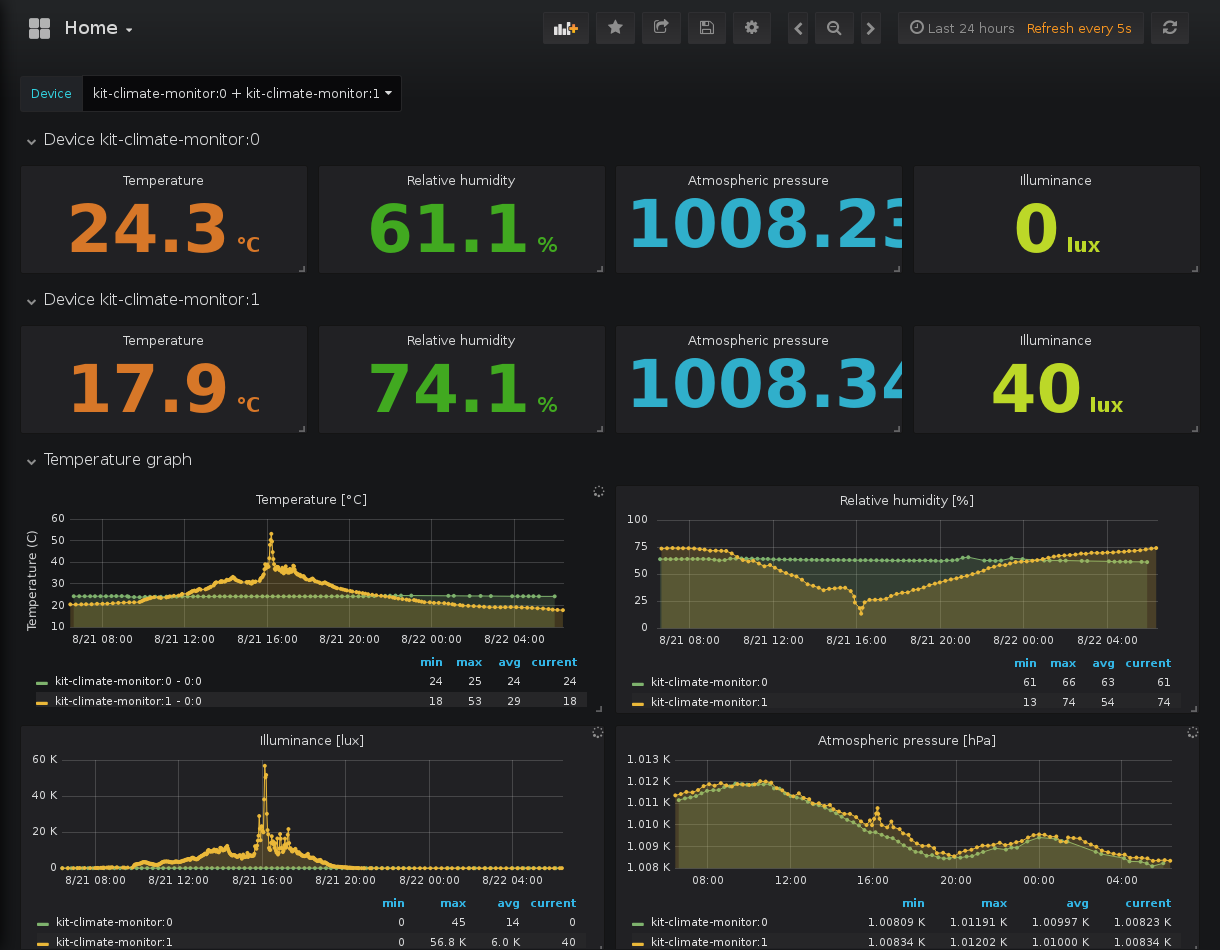 Home
Last 24 hours Refresh every 5s
Device kit-climate-monitor:0 + kit-climate-monitor:1
Device kit-climate-monitor:0
Temperature Relative humidity Atmospheric pressure Illuminance
24.3 °C 61.1 % 1008.23 0 lux
Device kit-climate-monitor:1
Temperature Relative humidity Atmospheric pressure Illuminance
17.9 °C 74.1 % 1008.34 40 lux
Temperature graph
Temperature [°C]
Temperature (C)
60
50
40
30
20
10
8/21 08:00 8/21 12:00 8/21 16:00 8/21 20:00 8/22 00:00 8/22 04:00
min max avg current
kit-climate-monitor:0 - 0:0 24 25 24 24
kit-climate-monitor:1 - 0:0 18 53 29 18
Relative humidity [%]
100
75
50
25
0
8/21 08:00 8/21 12:00 8/21 16:00 8/21 20:00 8/22 00:00 8/22 04:00
min max avg current
kit-climate-monitor:0 61 66 63 61
kit-climate-monitor:1 13 74 54 74
Illuminance [lux]
60 K
40 K
20 K
0
8/21 08:00 8/21 12:00 8/21 16:00 8/21 20:00 8/22 00:00 8/22 04:00
min max avg current
kit-climate-monitor:0 0 45 14 0
kit-climate-monitor:1 0 56.8 K 6.0 K 40
Atmospheric pressure [hPa]
1.013 K
1.012 K
1.011 K
1.010 K
1.009 K
1.008 K
08:00 12:00 16:00 20:00 00:00 04:00
min max avg current
kit-climate-monitor:0 1.00809 K 1.01191 K 1.00997 K 1.00823 K
kit-climate-monitor:1 1.00834 K 1.01202 K 1.01000 K 1.00834 K